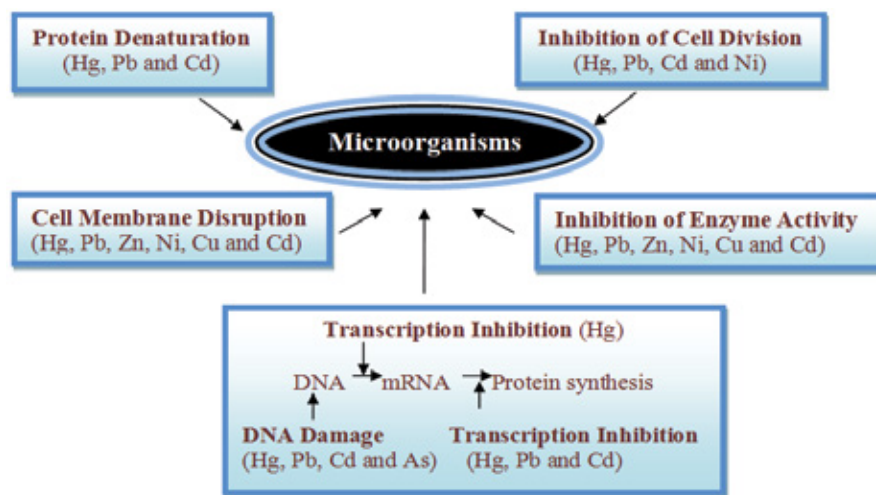 Protein Denaturation
(Hg, Pb and Cd)
Inhibition of Cell Division
(Hg, Pb, Cd and Ni)
Microorganisms
Cell Membrane Disruption
(Hg, Pb, Zn, Ni, Cu and Cd)
Inhibition of Enzyme Activity
(Hg, Pb, Zn, Ni, Cu and Cd)
Transcription Inhibition (Hg)
DNA mRNA Protein synthesis
DNA Damage
(Hg, Pb, Cd and As)
Transcription Inhibition
(Hg, Pb and Cd)